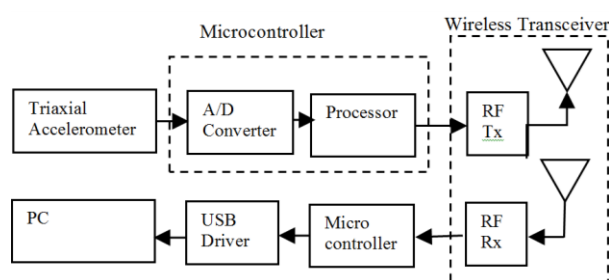 Wireless Transceiver
Microcontroller
Triaxial
Accelerometer
A/D
Converter
Processor
RF
Tx
PC
USB
Driver
Micro
controller
RF
Rx